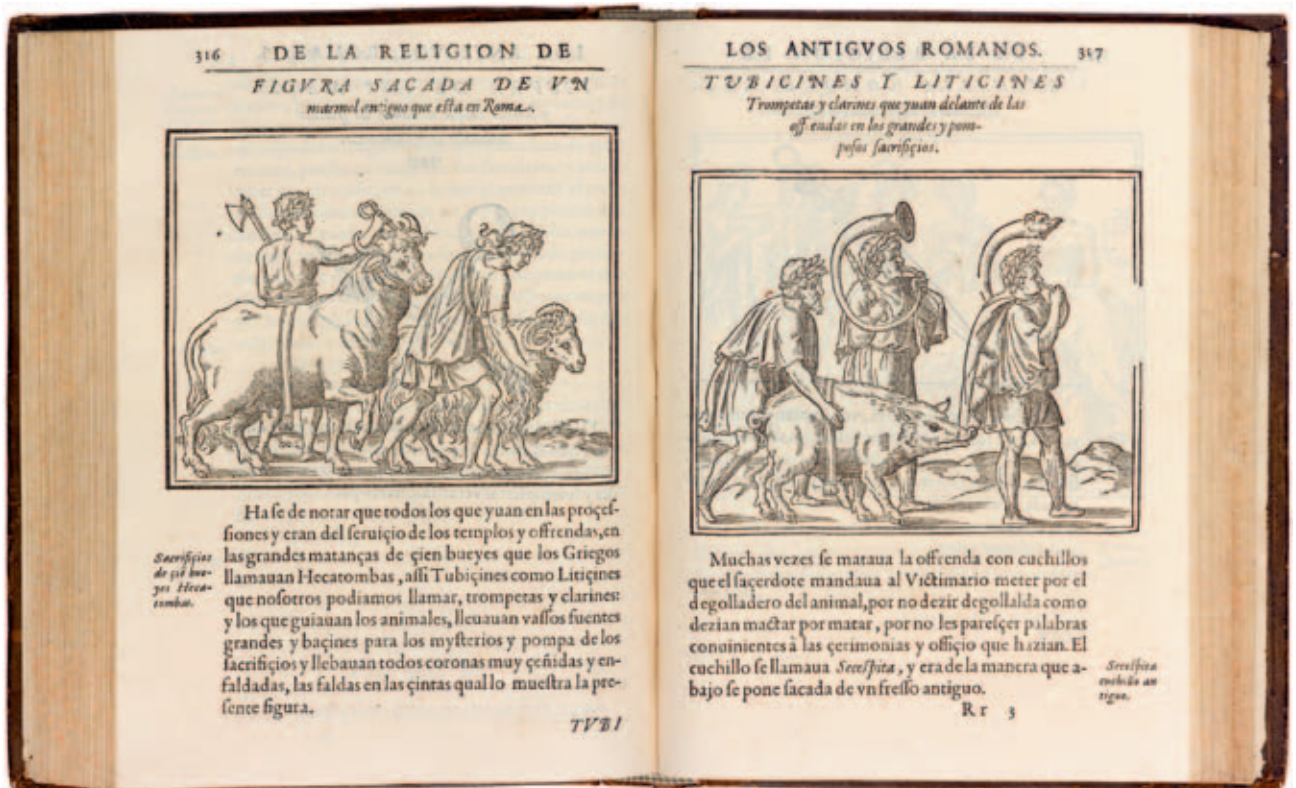 316 DE LA RELIGION DE
FIGVRA SACADA DE VN
marmol antiguo que esta en Roma.
Ha se de notar que todos los que yuan en las proçes-
siones y eran del seruiçio de los templos y offrendas, en
las grandes matanças de çien bueyes que los Griegos
llamauan Hecatombas, assi Tubiçines como Litiçines
que nosotros podiamos llamar, trompetas y clarines:
y los que guiauan los animales, lleuauan vassos fuentes
grandes y baçines para los mysterios y pompa de los
sacrifiçios y llebauan todos coronas muy çeñidas y en-
faldadas, las faldas en las çintas qual lo muestra la pre-
sente figura.
Sacrifiçios
de çiē bue-
yes Heca-
tombas.
TVBI
LOS ANTIGVOS ROMANOS. 317
TVBICINES Y LITICINES
Trompetas y clarines que yuan delante de las
offrendas en los grandes y pom-
posos sacrifiçios.
Muchas vezes se mataua la offrenda con cuchillos
que el saçerdote mandaua al Victimario meter por el
degolladero del animal, por no dezir degollalda como
dezian mactar por matar, por no les paresçer palabras
conuinientes à las çerimonias y offiçio que hazian. El
cuchillo se llamaua Secespita, y era de la manera que a-
bajo se pone sacada de vn fresso antiguo.
Secespita
cuchillo an
tiguo.
Rr 3